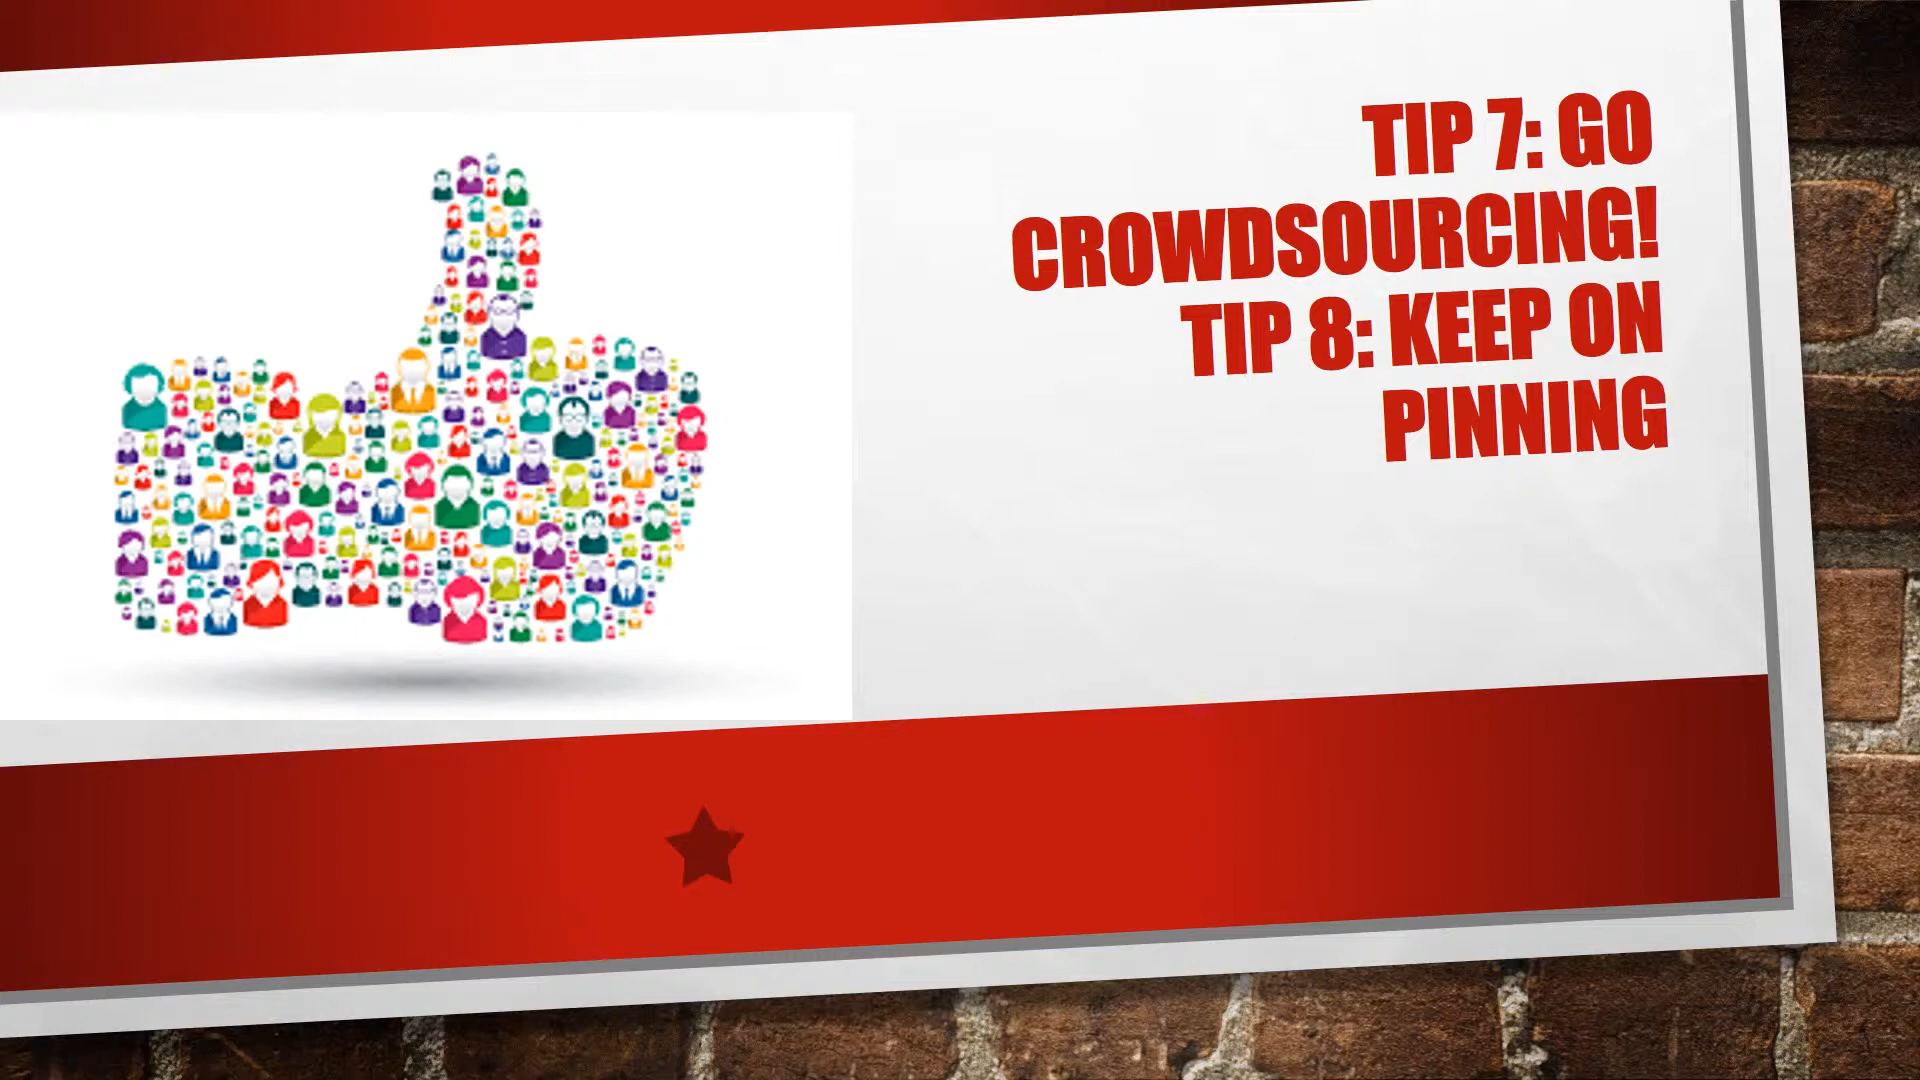 TIP 7: GO
CROWDSOURCING!
TIP 8: KEEP ON
PINNING